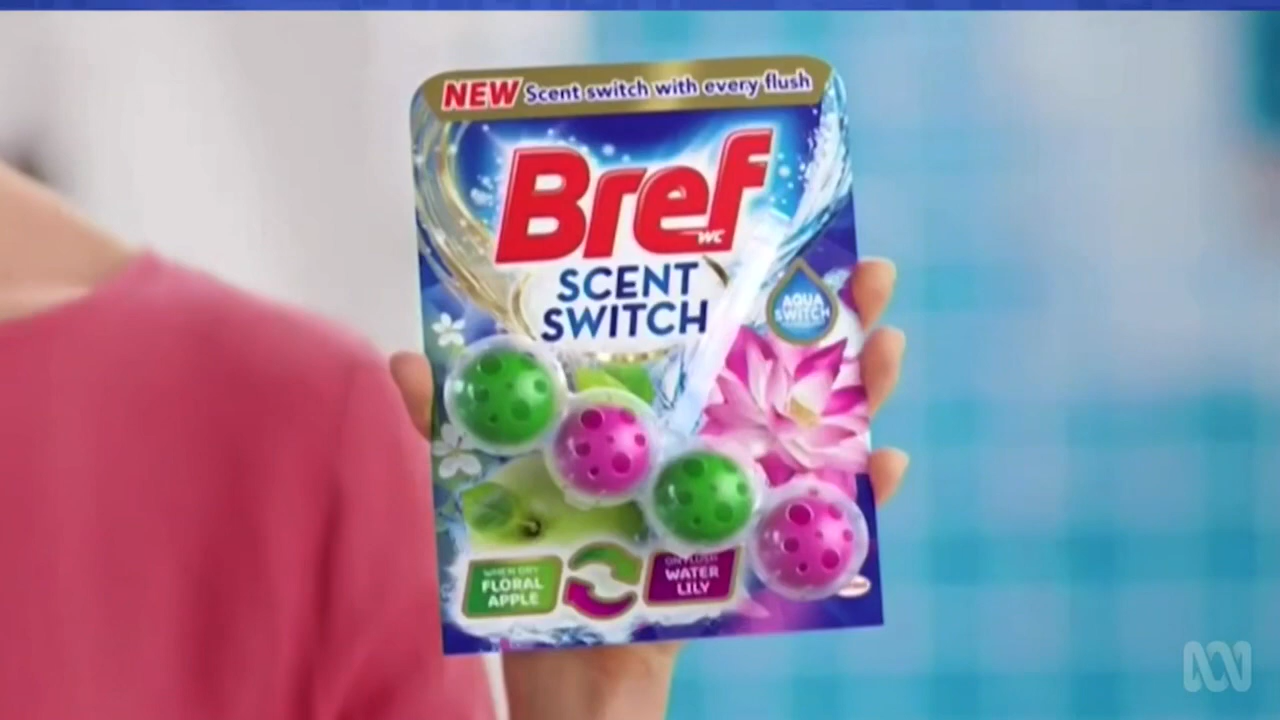 NEW Scent switch with every flush
Bref
WC
SCENT
SWITCH
AQUA
SWITCH
WHEN DRY
FLORAL
APPLE
ON FLUSH
WATER
LILY